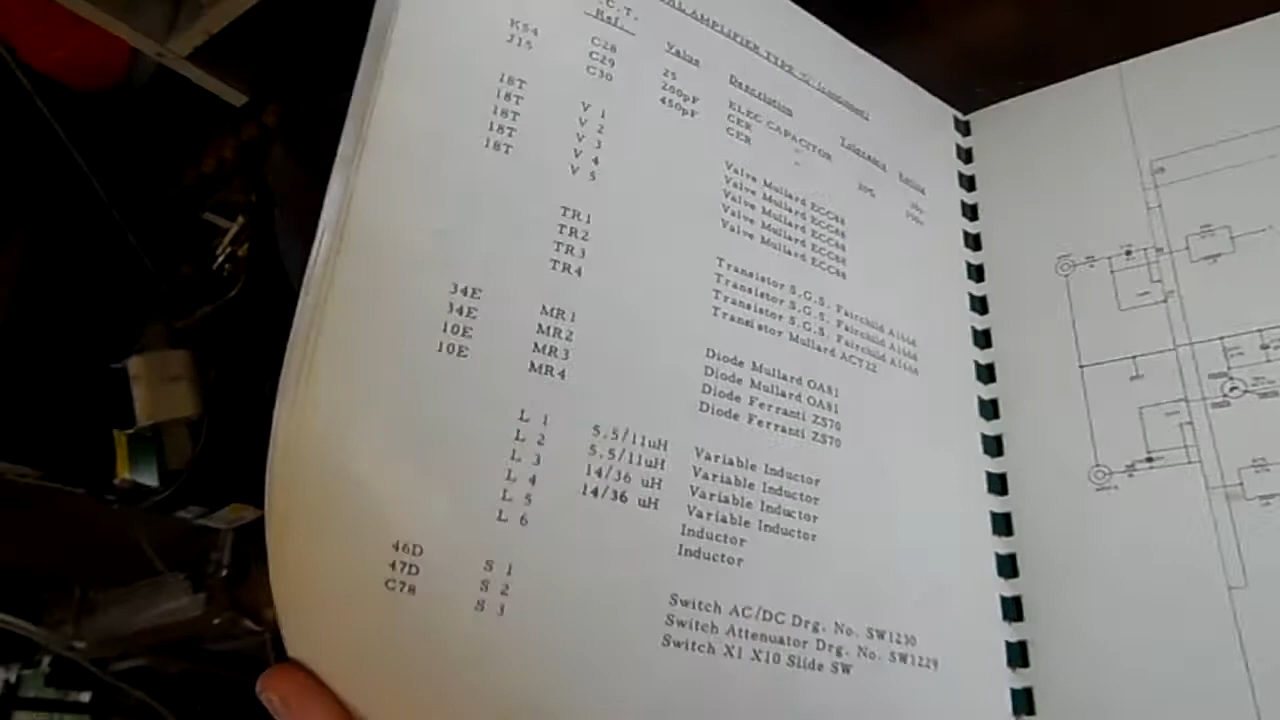 AMPLIFIER TYPE
C.T. Ref. Value Description Tolerance Rating
K54 C28 25 ELEC CAPACITOR
J15 C29 200pF CER 10%
C30 450pF CER "
18T V 1 Valve Mullard ECC88
18T V 2 Valve Mullard ECC88
18T V 3 Valve Mullard ECC88
18T V 4 Valve Mullard ECC88
18T V 5 Valve Mullard ECC88
TR1 Transistor S.G.S. Fairchild A1668
TR2 Transistor S.G.S. Fairchild A1668
TR3 Transistor S.G.S. Fairchild A1668
TR4 Transistor Mullard ACY22
34E MR1 Diode Mullard OA81
34E MR2 Diode Mullard OA81
10E MR3 Diode Ferranti ZS70
10E MR4 Diode Ferranti ZS70
L 1 5.5/11uH Variable Inductor
L 2 5.5/11uH Variable Inductor
L 3 14/36 uH Variable Inductor
L 4 14/36 uH Variable Inductor
L 5 Inductor
L 6 Inductor
46D S 1 Switch AC/DC Drg. No. SW1230
47D S 2 Switch Attenuator Drg. No. SW1229
C78 S 3 Switch X1 X10 Slide SW